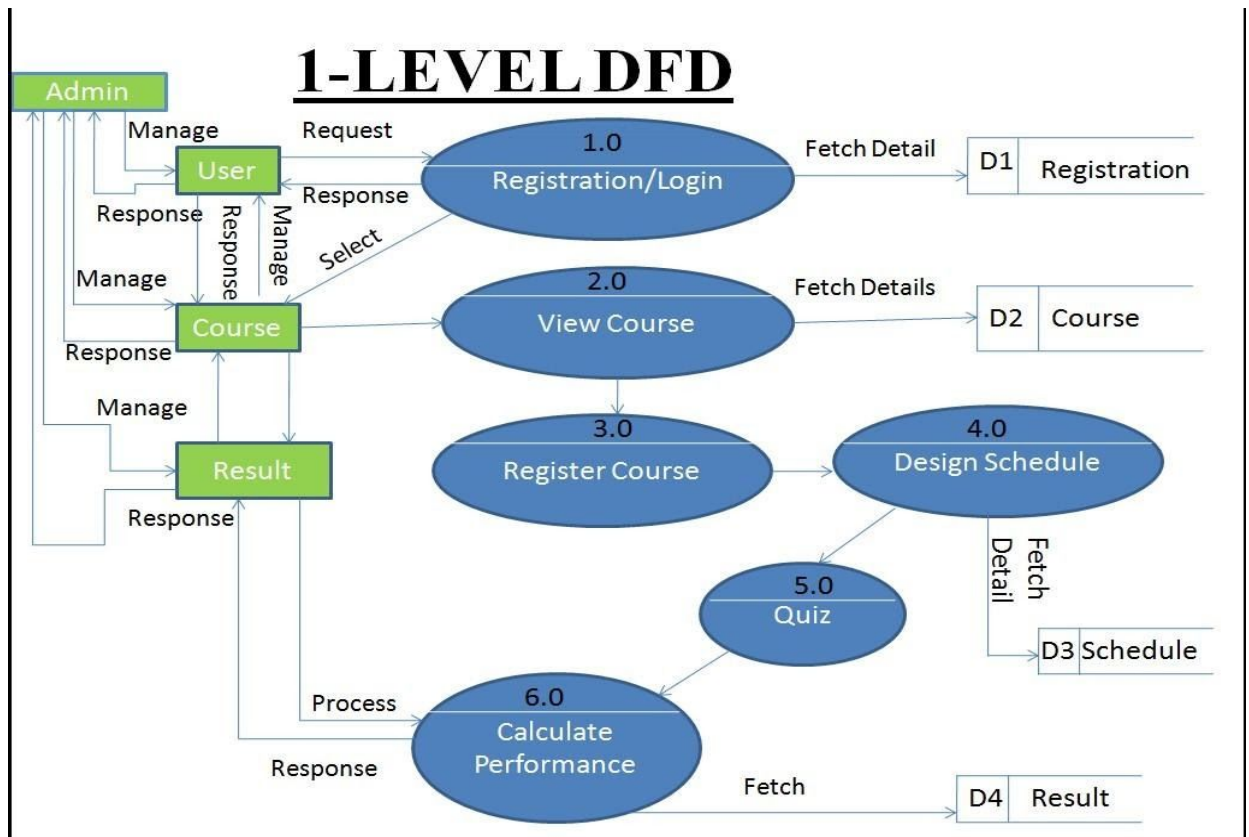 1-LEVEL DFD
Admin
Manage
Request
1.0
Fetch Detail
D1
Registration
User
Registration/Login
Response
Response
Response
Manage
Select
Manage
2.0
Fetch Details
Course
View Course
D2
Course
Response
Manage
3.0
4.0
Result
Register Course
Design Schedule
Response
Fetch
Detail
5.0
Quiz
D3
Schedule
Process
6.0
Calculate
Performance
Response
Fetch
D4
Result